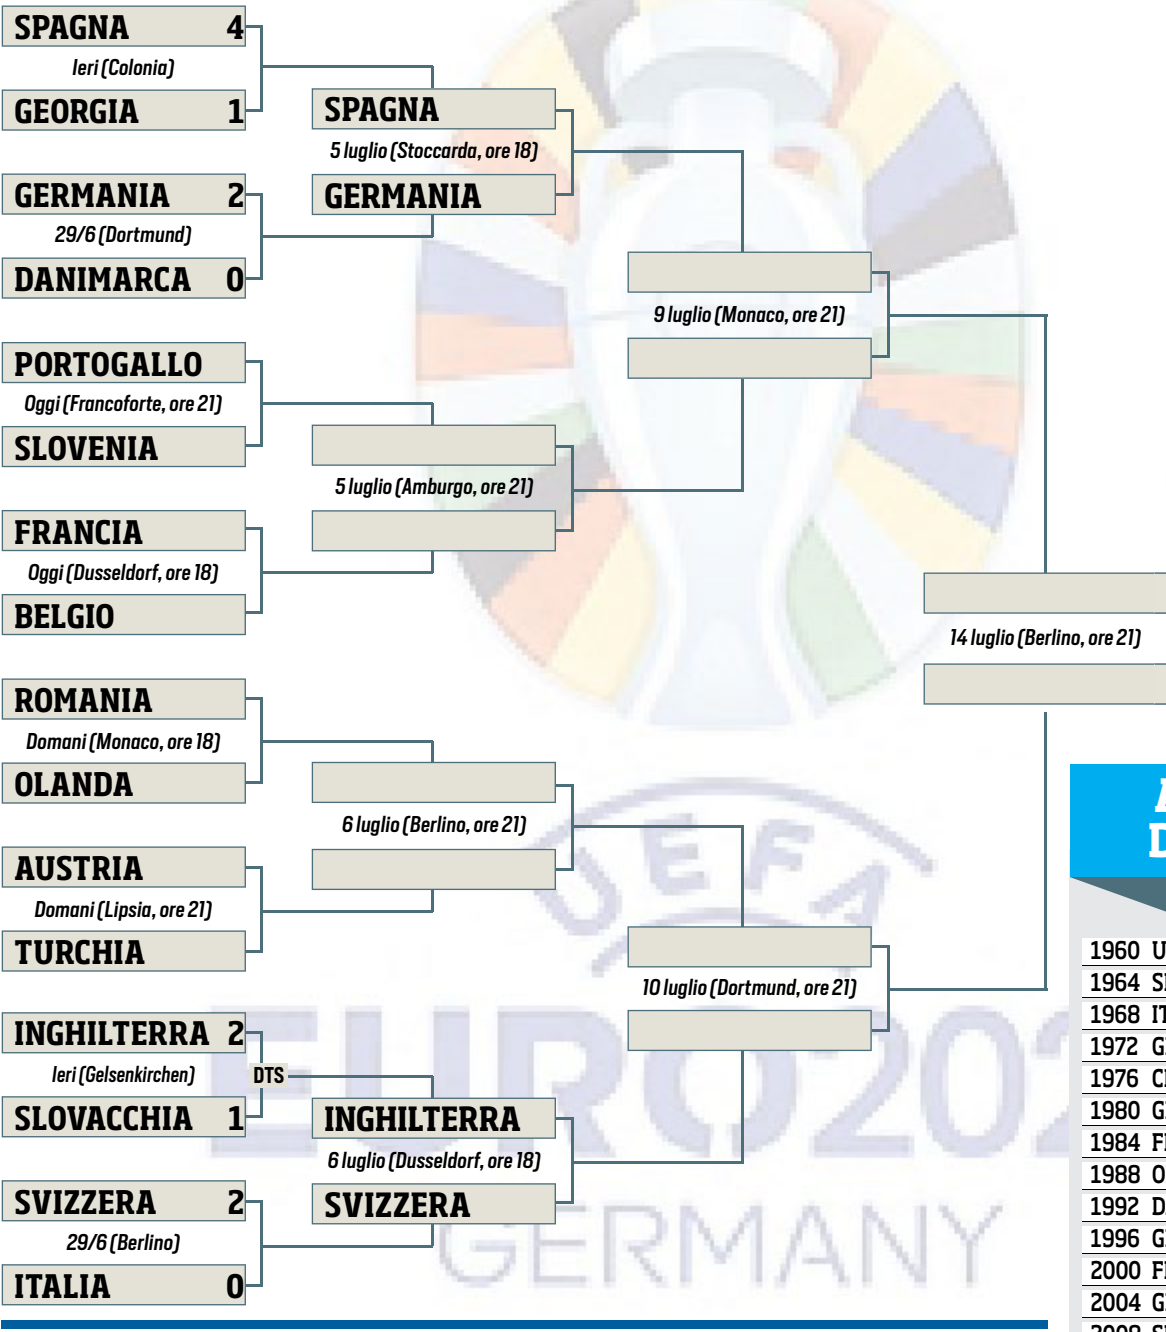 SPAGNA 4
Ieri (Colonia)
GEORGIA 1
SPAGNA
5 luglio (Stoccarda, ore 18)
GERMANIA
GERMANIA 2
29/6 (Dortmund)
DANIMARCA 0
9 luglio (Monaco, ore 21)
PORTOGALLO
Oggi (Francoforte, ore 21)
SLOVENIA
5 luglio (Amburgo, ore 21)
FRANCIA
Oggi (Dusseldorf, ore 18)
BELGIO
14 luglio (Berlino, ore 21)
ROMANIA
Domani (Monaco, ore 18)
OLANDA
6 luglio (Berlino, ore 21)
AUSTRIA
Domani (Lipsia, ore 21)
TURCHIA
10 luglio (Dortmund, ore 21)
INGHILTERRA 2
Ieri (Gelsenkirchen) DTS
SLOVACCHIA 1
INGHILTERRA
6 luglio (Dusseldorf, ore 18)
SVIZZERA
SVIZZERA 2
29/6 (Berlino)
ITALIA 0
UEFA
EURO202
GERMANY
1960
1964
1968
1972
1976
1980
1984
1988
1992
1996
2000
2004